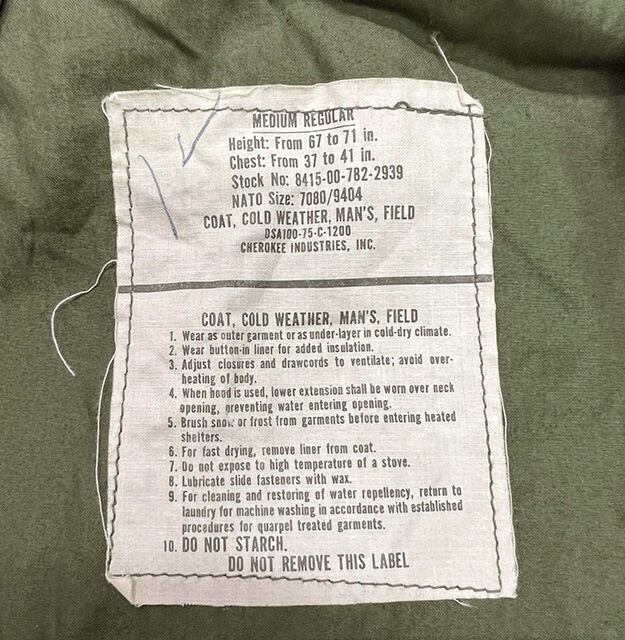 MEDIUM REGULAR
Height: From 67 to 71 in.
Chest: From 37 to 41 in.
Stock No: 8415-00-782-2939
NATO Size: 7080/9404
COAT, COLD WEATHER, MAN'S, FIELD
DSA100-75-C-1200
CHEROKEE INDUSTRIES, INC.
COAT, COLD WEATHER, MAN'S, FIELD
1. Wear as outer garment or as under-layer in cold-dry climate.
2. Wear button-in liner for added insulation.
3. Adjust closures and drawcords to ventilate; avoid over-
heating of body.
4. When hood is used, lower extension shall be worn over neck
opening, preventing water entering opening.
5. Brush snow or frost from garments before entering heated
shelters.
6. For fast drying, remove liner from coat.
7. Do not expose to high temperature of a stove.
8. Lubricate slide fasteners with wax.
9. For cleaning and restoring of water repellency, return to
laundry for machine washing in accordance with established
procedures for quarpel treated garments.
10. DO NOT STARCH.
DO NOT REMOVE THIS LABEL